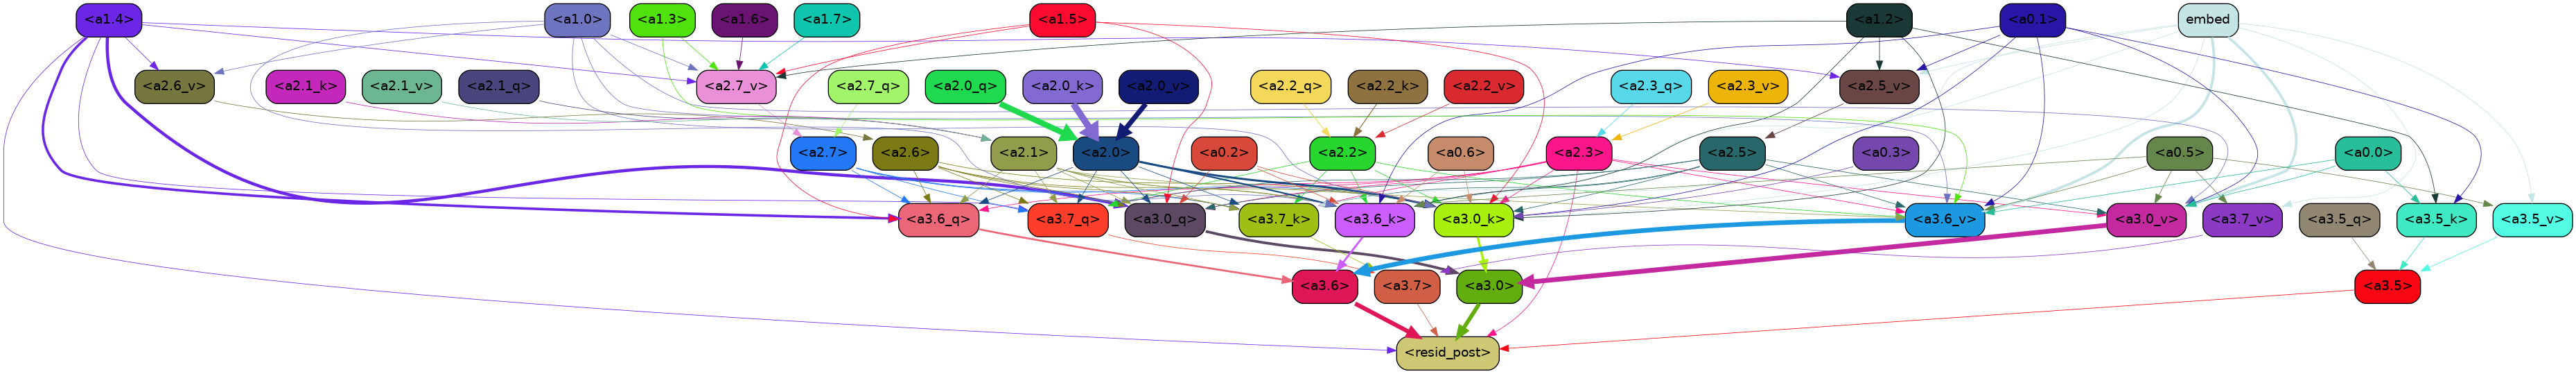 <a1.4> <a1.0> <a1.3> <a1.6> <a1.7> <a1.5> <a1.2> <a0.1> embed
<a2.6_v> <a2.1_k> <a2.1_v> <a2.1_q> <a2.7_v> <a2.7_q> <a2.0_q> <a2.0_k> <a2.0_v> <a2.2_q> <a2.2_k> <a2.2_v> <a2.3_q> <a2.3_v> <a2.5_v>
<a2.7> <a2.6> <a2.1> <a2.0> <a0.2> <a2.2> <a0.6> <a2.3> <a2.5> <a0.3> <a0.5> <a0.0>
<a3.6_q> <a3.7_q> <a3.0_q> <a3.7_k> <a3.6_k> <a3.0_k> <a3.6_v> <a3.0_v> <a3.7_v> <a3.5_q> <a3.5_k> <a3.5_v>
<a3.6> <a3.7> <a3.0> <a3.5>
<resid_post>